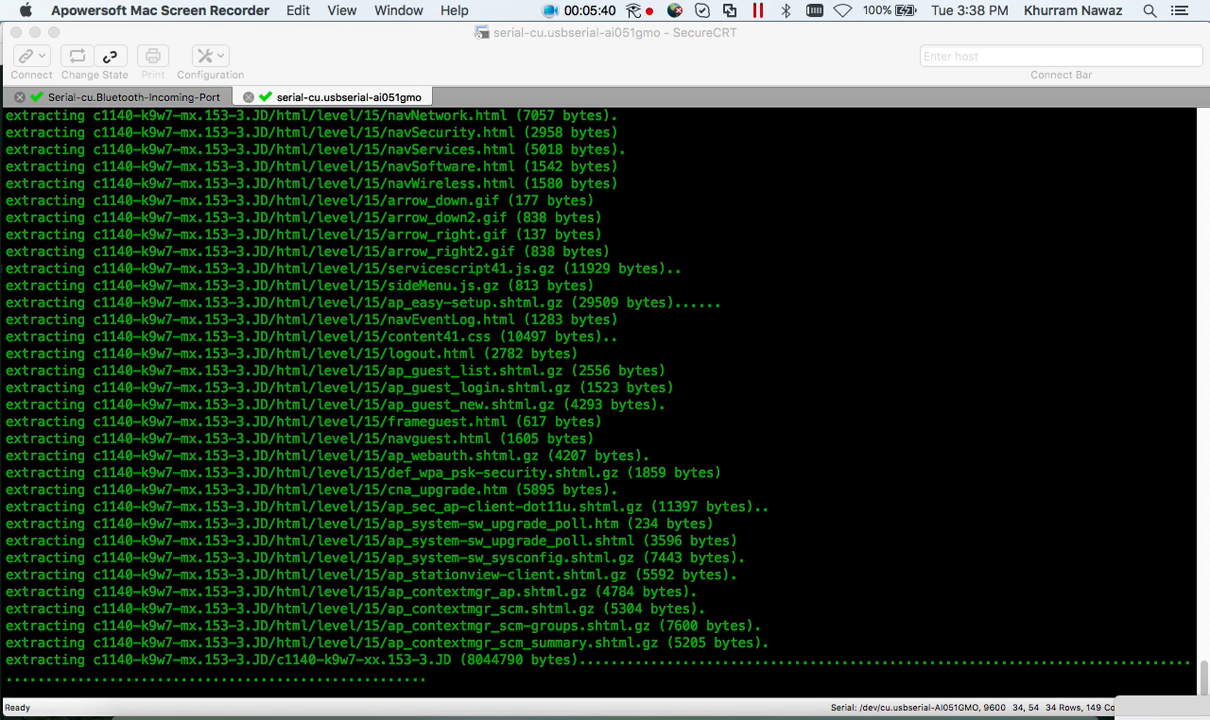 Apowersoft Mac Screen Recorder Edit View Window Help 00:05:40 100% Tue 3:38 PM Khurram Nawaz
serial-cu.usbserial-ai051gmo - SecureCRT
Enter host
Connect Change State Print Configuration Connect Bar
Serial-cu.Bluetooth-Incoming-Port serial-cu.usbserial-ai051gmo
extracting c1140-k9w7-mx.153-3.JD/html/level/15/navNetwork.html (7057 bytes).
extracting c1140-k9w7-mx.153-3.JD/html/level/15/navSecurity.html (2958 bytes)
extracting c1140-k9w7-mx.153-3.JD/html/level/15/navServices.html (5018 bytes).
extracting c1140-k9w7-mx.153-3.JD/html/level/15/navSoftware.html (1542 bytes)
extracting c1140-k9w7-mx.153-3.JD/html/level/15/navWireless.html (1580 bytes)
extracting c1140-k9w7-mx.153-3.JD/html/level/15/arrow_down.gif (177 bytes)
extracting c1140-k9w7-mx.153-3.JD/html/level/15/arrow_down2.gif (838 bytes)
extracting c1140-k9w7-mx.153-3.JD/html/level/15/arrow_right.gif (137 bytes)
extracting c1140-k9w7-mx.153-3.JD/html/level/15/arrow_right2.gif (838 bytes)
extracting c1140-k9w7-mx.153-3.JD/html/level/15/servicescript41.js.gz (11929 bytes)..
extracting c1140-k9w7-mx.153-3.JD/html/level/15/sideMenu.js.gz (813 bytes)
extracting c1140-k9w7-mx.153-3.JD/html/level/15/ap_easy-setup.shtml.gz (29509 bytes)......
extracting c1140-k9w7-mx.153-3.JD/html/level/15/navEventLog.html (1283 bytes)
extracting c1140-k9w7-mx.153-3.JD/html/level/15/content41.css (10497 bytes)..
extracting c1140-k9w7-mx.153-3.JD/html/level/15/logout.html (2782 bytes)
extracting c1140-k9w7-mx.153-3.JD/html/level/15/ap_guest_list.shtml.gz (2556 bytes)
extracting c1140-k9w7-mx.153-3.JD/html/level/15/ap_guest_login.shtml.gz (1523 bytes)
extracting c1140-k9w7-mx.153-3.JD/html/level/15/ap_guest_new.shtml.gz (4293 bytes).
extracting c1140-k9w7-mx.153-3.JD/html/level/15/frameguest.html (617 bytes)
extracting c1140-k9w7-mx.153-3.JD/html/level/15/navguest.html (1605 bytes)
extracting c1140-k9w7-mx.153-3.JD/html/level/15/ap_webauth.shtml.gz (4207 bytes).
extracting c1140-k9w7-mx.153-3.JD/html/level/15/def_wpa_psk-security.shtml.gz (1859 bytes)
extracting c1140-k9w7-mx.153-3.JD/html/level/15/cna_upgrade.htm (5895 bytes).
extracting c1140-k9w7-mx.153-3.JD/html/level/15/ap_sec_ap-client-dot11u.shtml.gz (11397 bytes)..
extracting c1140-k9w7-mx.153-3.JD/html/level/15/ap_system-sw_upgrade_poll.htm (234 bytes)
extracting c1140-k9w7-mx.153-3.JD/html/level/15/ap_system-sw_upgrade_poll.shtml (3596 bytes)
extracting c1140-k9w7-mx.153-3.JD/html/level/15/ap_system-sw_sysconfig.shtml.gz (7443 bytes).
extracting c1140-k9w7-mx.153-3.JD/html/level/15/ap_stationview-client.shtml.gz (5592 bytes).
extracting c1140-k9w7-mx.153-3.JD/html/level/15/ap_contextmgr_ap.shtml.gz (4784 bytes).
extracting c1140-k9w7-mx.153-3.JD/html/level/15/ap_contextmgr_scm.shtml.gz (5304 bytes).
extracting c1140-k9w7-mx.153-3.JD/html/level/15/ap_contextmgr_scm-groups.shtml.gz (7600 bytes).
extracting c1140-k9w7-mx.153-3.JD/html/level/15/ap_contextmgr_scm_summary.shtml.gz (5205 bytes).
extracting c1140-k9w7-mx.153-3.JD/c1140-k9w7-xx.153-3.JD (8044790 bytes).............................................................................
.....................................................
Ready Serial: /dev/cu.usbserial-AI051GMO, 9600 34, 54 34 Rows, 149 Co